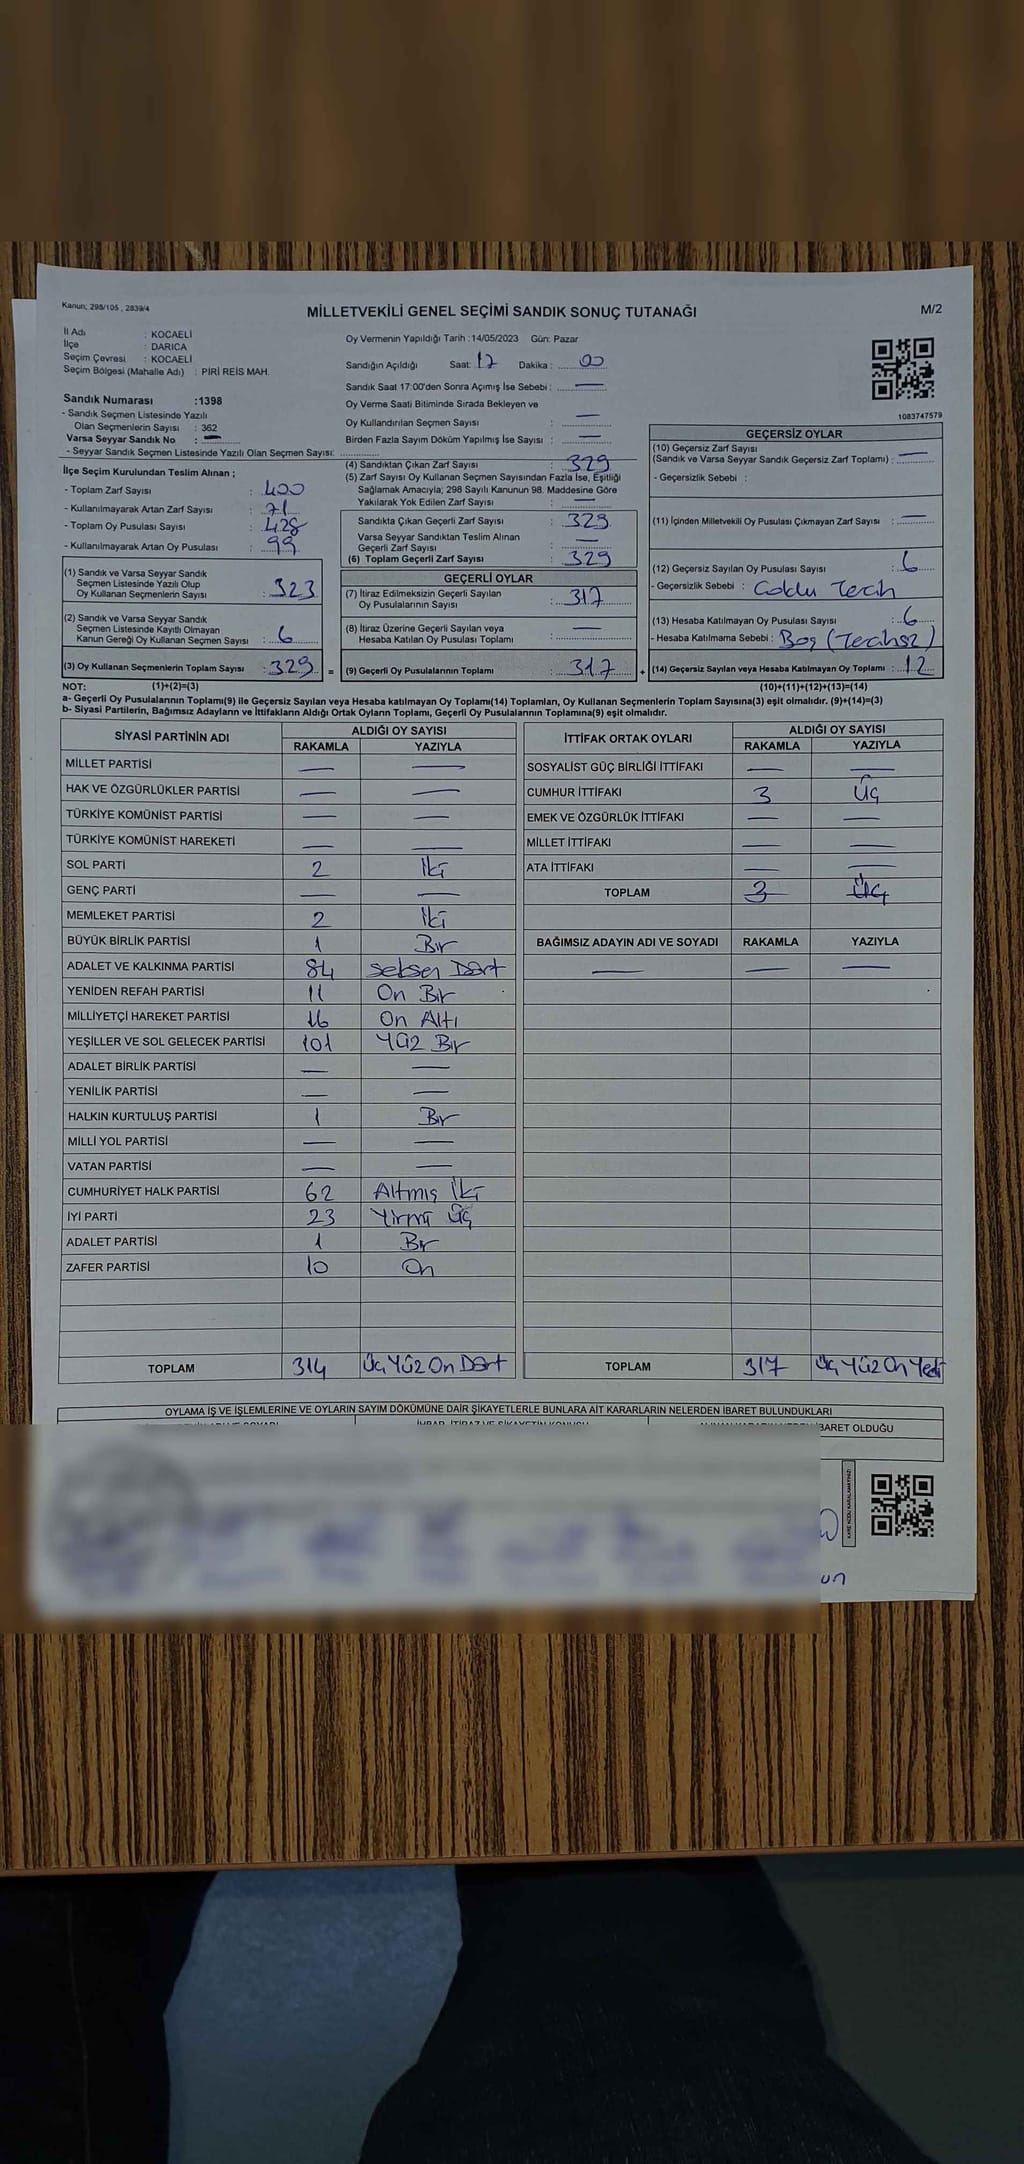 Kanun; 298/105 , 2839/4
MİLLETVEKİLİ GENEL SEÇİMİ SANDIK SONUÇ TUTANAĞI
M/2
İl Adı : KOCAELİ
İlçe : DARICA
Seçim Çevresi : KOCAELİ
Seçim Bölgesi (Mahalle Adı) : PİRİ REİS MAH.
Sandık Numarası :1398
- Sandık Seçmen Listesinde Yazılı
Olan Seçmenlerin Sayısı : 362
Varsa Seyyar Sandık No : —
- Seyyar Sandık Seçmen Listesinde Yazılı Olan Seçmen Sayısı:
Oy Vermenin Yapıldığı Tarih :14/05/2023 Gün: Pazar
Sandığın Açıldığı Saat: 17 Dakika : 00
Sandık Saat 17:00'den Sonra Açmış İse Sebebi : —
Oy Verme Saati Bitiminde Sırada Bekleyen ve
Oy Kullandırılan Seçmen Sayısı : —
Birden Fazla Sayım Döküm Yapılmış İse Sayısı : —
1083747579
İlçe Seçim Kurulundan Teslim Alınan ;
- Toplam Zarf Sayısı : 400
- Kullanılmayarak Artan Zarf Sayısı : 71
- Toplam Oy Pusulası Sayısı : 428
- Kullanılmayarak Artan Oy Pusulası : 99
(1) Sandık ve Varsa Seyyar Sandık
Seçmen Listesinde Yazılı Olup
Oy Kullanan Seçmenlerin Sayısı : 323
(2) Sandık ve Varsa Seyyar Sandık
Seçmen Listesinde Kayıtlı Olmayan
Kanun Gereği Oy Kullanan Seçmen Sayısı : 6
(3) Oy Kullanan Seçmenlerin Toplam Sayısı : 329
(4) Sandıktan Çıkan Zarf Sayısı : 329
(5) Zarf Sayısı Oy Kullanan Seçmen Sayısından Fazla İse, Eşitliği
Sağlamak Amacıyla; 298 Sayılı Kanunun 98. Maddesine Göre
Yakılarak Yok Edilen Zarf Sayısı : —
Sandıkta Çıkan Geçerli Zarf Sayısı : 329
Varsa Seyyar Sandıktan Teslim Alınan
Geçerli Zarf Sayısı : —
(6) Toplam Geçerli Zarf Sayısı : 329
GEÇERLİ OYLAR
(7) İtiraz Edilmeksizin Geçerli Sayılan
Oy Pusulalarının Sayısı : 317
(8) İtiraz Üzerine Geçerli Sayılan veya
Hesaba Katılan Oy Pusulası Toplamı : —
= (9) Geçerli Oy Pusulalarının Toplamı : 317
GEÇERSİZ OYLAR
(10) Geçersiz Zarf Sayısı
(Sandık ve Varsa Seyyar Sandık Geçersiz Zarf Toplamı) : —
- Geçersizlik Sebebi :
(11) İçinden Milletvekili Oy Pusulası Çıkmayan Zarf Sayısı : —
(12) Geçersiz Sayılan Oy Pusulası Sayısı : 6
- Geçersizlik Sebebi : Çoklu Tercih
(13) Hesaba Katılmayan Oy Pusulası Sayısı : 6
- Hesaba Katılmama Sebebi : Boş (Tercihsiz)
+ (14) Geçersiz Sayılan veya Hesaba Katılmayan Oy Toplamı : 12
NOT: (1)+(2)=(3) (10)+(11)+(12)+(13)=(14)
a- Geçerli Oy Pusulalarının Toplamı(9) ile Geçersiz Sayılan veya Hesaba katılmayan Oy Toplamı(14) Toplamları, Oy Kullanan Seçmenlerin Toplam Sayısına(3) eşit olmalıdır. (9)+(14)=(3)
b- Siyasi Partilerin, Bağımsız Adayların ve İttifakların Aldığı Ortak Oyların Toplamı, Geçerli Oy Pusulalarının Toplamına(9) eşit olmalıdır.
SİYASİ PARTİNİN ADI ALDIĞI OY SAYISI
RAKAMLA YAZIYLA
MİLLET PARTİSİ — —
HAK VE ÖZGÜRLÜKLER PARTİSİ — —
TÜRKİYE KOMÜNİST PARTİSİ — —
TÜRKİYE KOMÜNİST HAREKETİ — —
SOL PARTİ 2 İki
GENÇ PARTİ — —
MEMLEKET PARTİSİ 2 İki
BÜYÜK BİRLİK PARTİSİ 1 Bir
ADALET VE KALKINMA PARTİSİ 84 Seksen Dört
YENİDEN REFAH PARTİSİ 11 On Bir
MİLLİYETÇİ HAREKET PARTİSİ 16 On Altı
YEŞİLLER VE SOL GELECEK PARTİSİ 101 Yüz Bir
ADALET BİRLİK PARTİSİ — —
YENİLİK PARTİSİ — —
HALKIN KURTULUŞ PARTİSİ 1 Bir
MİLLİ YOL PARTİSİ — —
VATAN PARTİSİ — —
CUMHURİYET HALK PARTİSİ 62 Altmış İki
İYİ PARTİ 23 Yirmi Üç
ADALET PARTİSİ 1 Bir
ZAFER PARTİSİ 10 On
TOPLAM 314 Üç Yüz On Dört
İTTİFAK ORTAK OYLARI ALDIĞI OY SAYISI
RAKAMLA YAZIYLA
SOSYALİST GÜÇ BİRLİĞİ İTTİFAKI — —
CUMHUR İTTİFAKI 3 Üç
EMEK VE ÖZGÜRLÜK İTTİFAKI — —
MİLLET İTTİFAKI — —
ATA İTTİFAKI — —
TOPLAM 3 Üç
BAĞIMSIZ ADAYIN ADI VE SOYADI RAKAMLA YAZIYLA
— — —
TOPLAM 317 Üç Yüz On Yedi
OYLAMA İŞ VE İŞLEMLERİNE VE OYLARIN SAYIM DÖKÜMÜNE DAİR ŞİKAYETLERLE BUNLARA AİT KARARLARIN NELERDEN İBARET BULUNDUKLARI
İHBAR, İTİRAZ VE ŞİKAYETİN KONUSU
BARET OLDUĞU